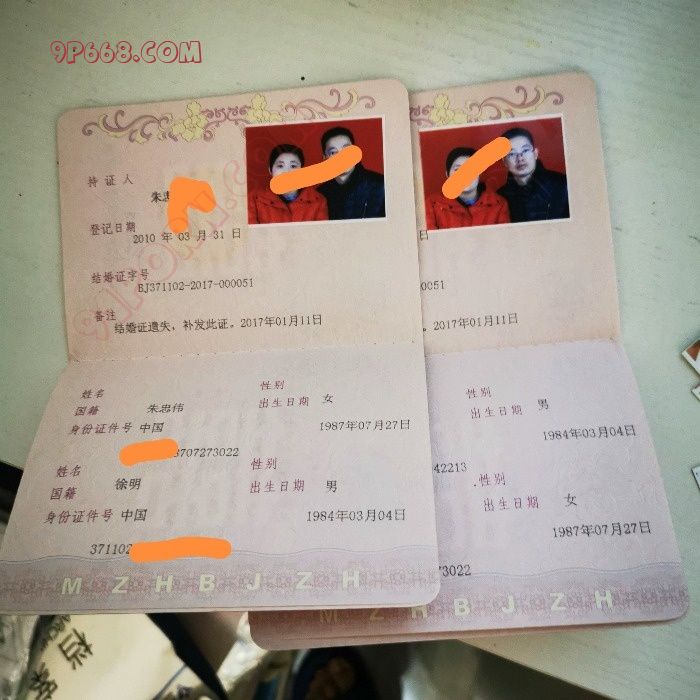 9P668.COM
持证人
朱忠
登记日期
2010 年 03 月 31 日
结婚证字号
BJ371102-2017-000051
备注
结婚证遗失，补发此证。2017年01月11日
姓名
朱忠伟
性别
女
国籍
中国
出生日期
1987年07月27日
身份证件号
8707273022
姓名
徐明
性别
男
国籍
中国
出生日期
1984年03月04日
身份证件号
371102
MZHBJZH
日
0051
。2017年01月11日
性别
男
出生日期
1984年03月04日
42213
性别
女
出生日期
1987年07月27日
3022
M Z H B J Z H